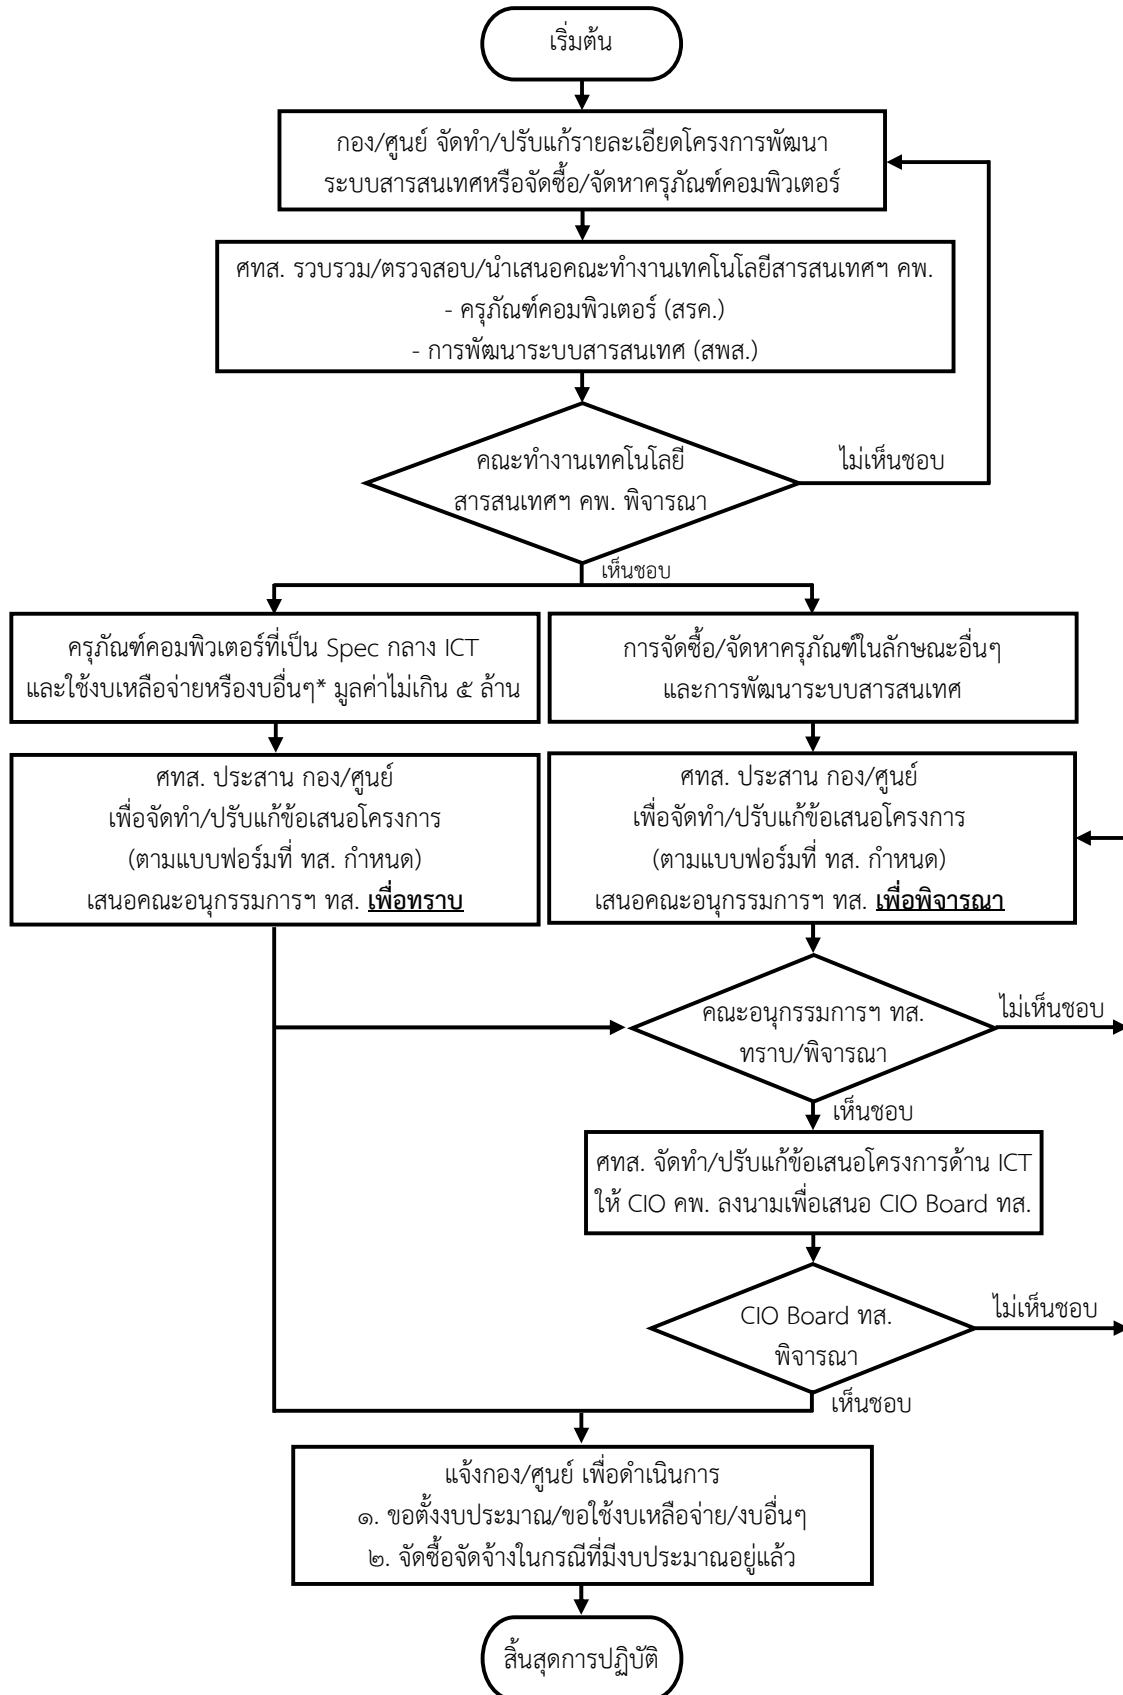 เริ่มต้น
กอง/ศูนย์ จัดทำ/ปรับแก้รายละเอียดโครงการพัฒนา
ระบบสารสนเทศหรือจัดซื้อ/จัดหาครุภัณฑ์คอมพิวเตอร์
ศทส. รวบรวม/ตรวจสอบ/นำเสนอคณะทำงานเทคโนโลยีสารสนเทศฯ คพ.
- ครุภัณฑ์คอมพิวเตอร์ (สรค.)
- การพัฒนาระบบสารสนเทศ (สพส.)
คณะทำงานเทคโนโลยี
สารสนเทศฯ คพ. พิจารณา
ไม่เห็นชอบ
เห็นชอบ
ครุภัณฑ์คอมพิวเตอร์ที่เป็น Spec กลาง ICT
และใช้งบเหลือจ่ายหรืองบอื่นๆ* มูลค่าไม่เกิน ๕ ล้าน
การจัดซื้อ/จัดหาครุภัณฑ์ในลักษณะอื่นๆ
และการพัฒนาระบบสารสนเทศ
ศทส. ประสาน กอง/ศูนย์
เพื่อจัดทำ/ปรับแก้ข้อเสนอโครงการ
(ตามแบบฟอร์มที่ ทส. กำหนด)
เสนอคณะอนุกรรมการฯ ทส. เพื่อทราบ
ศทส. ประสาน กอง/ศูนย์
เพื่อจัดทำ/ปรับแก้ข้อเสนอโครงการ
(ตามแบบฟอร์มที่ ทส. กำหนด)
เสนอคณะอนุกรรมการฯ ทส. เพื่อพิจารณา
คณะอนุกรรมการฯ ทส.
ทราบ/พิจารณา
ไม่เห็นชอบ
เห็นชอบ
ศทส. จัดทำ/ปรับแก้ข้อเสนอโครงการด้าน ICT
ให้ CIO คพ. ลงนามเพื่อเสนอ CIO Board ทส.
CIO Board ทส.
พิจารณา
ไม่เห็นชอบ
เห็นชอบ
แจ้งกอง/ศูนย์ เพื่อดำเนินการ
๑. ขอตั้งงบประมาณ/ขอใช้งบเหลือจ่าย/งบอื่นๆ
๒. จัดซื้อจัดจ้างในกรณีที่มีงบประมาณอยู่แล้ว
สิ้นสุดการปฏิบัติ